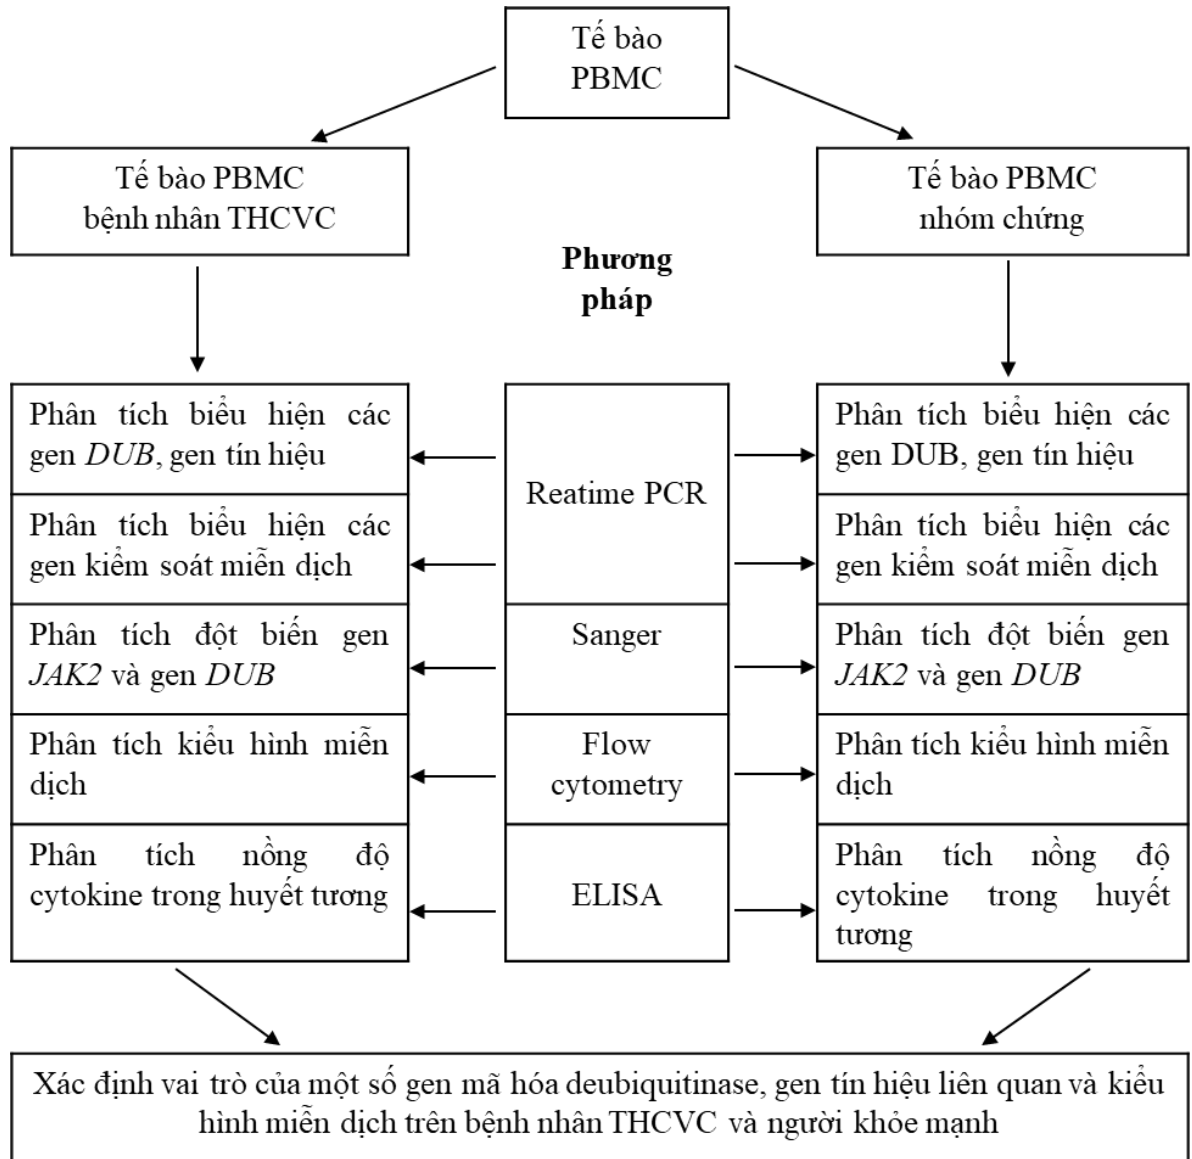 Tế bào
PBMC
Tế bào PBMC
bệnh nhân THCVC
Tế bào PBMC
nhóm chứng
Phương
pháp
Phân tích biểu hiện các
gen DUB, gen tín hiệu
Phân tích biểu hiện các
gen kiểm soát miễn dịch
Phân tích đột biến gen
JAK2 và gen DUB
Phân tích kiểu hình miễn
dịch
Phân tích nồng độ
cytokine trong huyết tương
Reatime PCR
Sanger
Flow
cytometry
ELISA
Phân tích biểu hiện các
gen DUB, gen tín hiệu
Phân tích biểu hiện các
gen kiểm soát miễn dịch
Phân tích đột biến gen
JAK2 và gen DUB
Phân tích kiểu hình miễn
dịch
Phân tích nồng độ
cytokine trong huyết
tương
Xác định vai trò của một số gen mã hóa deubiquitinase, gen tín hiệu liên quan và kiểu
hình miễn dịch trên bệnh nhân THCVC và người khỏe mạnh